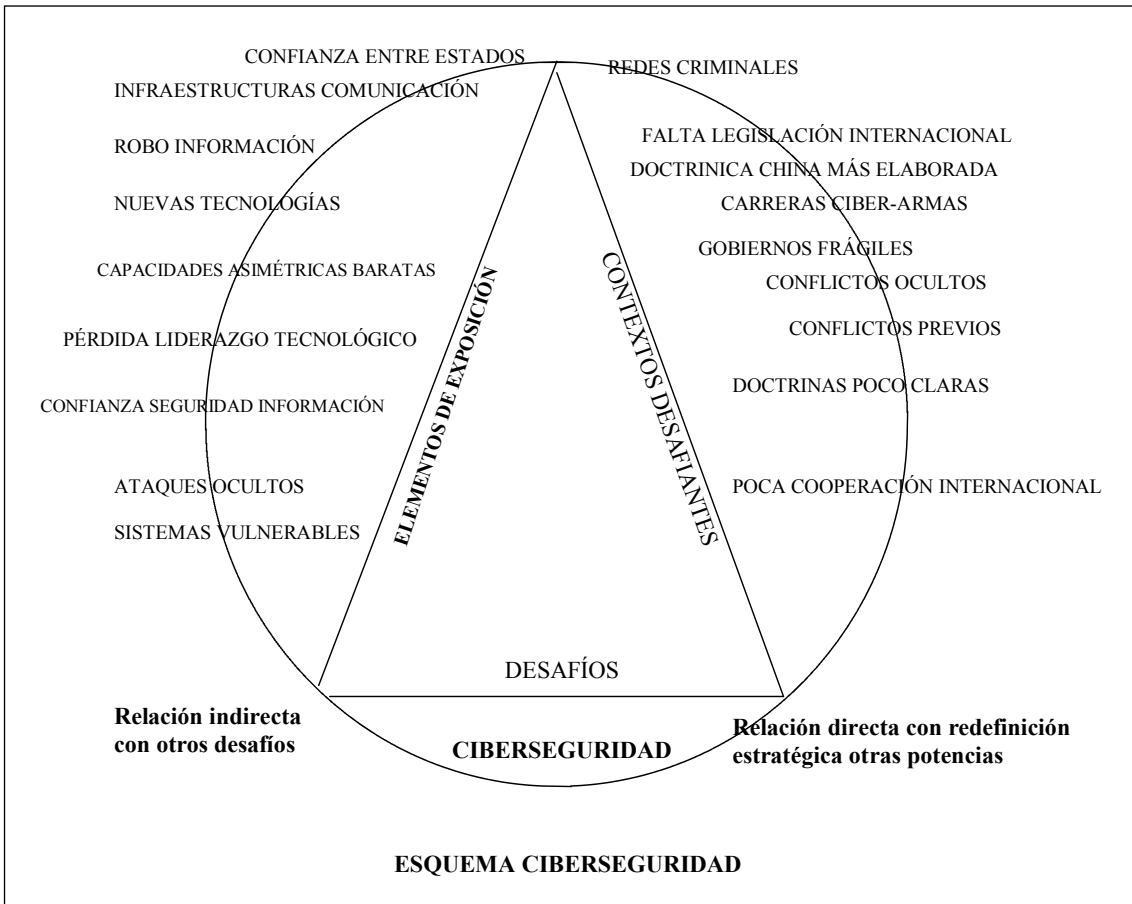 CONFIANZA ENTRE ESTADOS
INFRAESTRUCTURAS COMUNICACIÓN
ROBO INFORMACIÓN
NUEVAS TECNOLOGÍAS
CAPACIDADES ASIMÉTRICAS BARATAS
PÉRDIDA LIDERAZGO TECNOLÓGICO
CONFIANZA SEGURIDAD INFORMACIÓN
ATAQUES OCULTOS
SISTEMAS VULNERABLES
ELEMENTOS DE EXPOSICIÓN
CONTEXTOS DESAFIANTES
REDES CRIMINALES
FALTA LEGISLACIÓN INTERNACIONAL
DOCTRINICA CHINA MÁS ELABORADA
CARRERAS CIBER-ARMAS
GOBIERNOS FRÁGILES
CONFLICTOS OCULTOS
CONFLICTOS PREVIOS
DOCTRINAS POCO CLARAS
POCA COOPERACIÓN INTERNACIONAL
DESAFÍOS
Relación indirecta
con otros desafíos
CIBERSEGURIDAD
Relación directa con redefinición
estratégica otras potencias
ESQUEMA CIBERSEGURIDAD